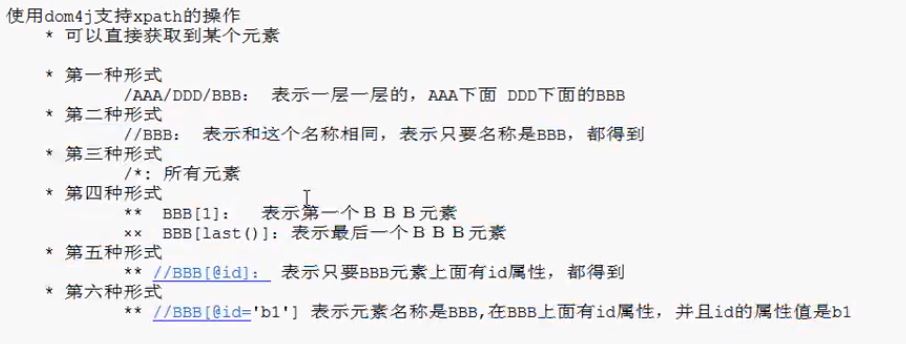 使用dom4j支持xpath的操作
* 可以直接获取到某个元素
* 第一种形式
/AAA/DDD/BBB： 表示一层一层的，AAA下面 DDD下面的BBB
* 第二种形式
//BBB： 表示和这个名称相同，表示只要名称是BBB，都得到
* 第三种形式
/*: 所有元素
* 第四种形式
** BBB[1]： 表示第一个ＢＢＢ元素
×× BBB[last()]：表示最后一个ＢＢＢ元素
* 第五种形式
** //BBB[@id]： 表示只要BBB元素上面有id属性，都得到
* 第六种形式
** //BBB[@id='b1'] 表示元素名称是BBB,在BBB上面有id属性，并且id的属性值是b1